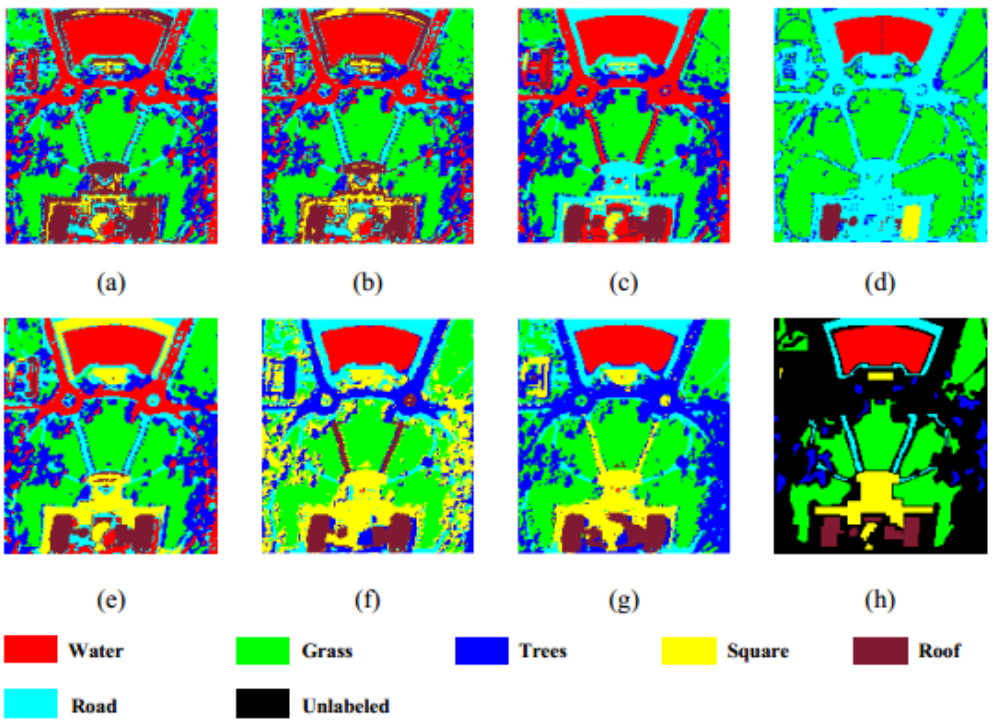 (a) (b) (c) (d)
(e) (f) (g) (h)
Water Grass Trees Square Roof
Road Unlabeled